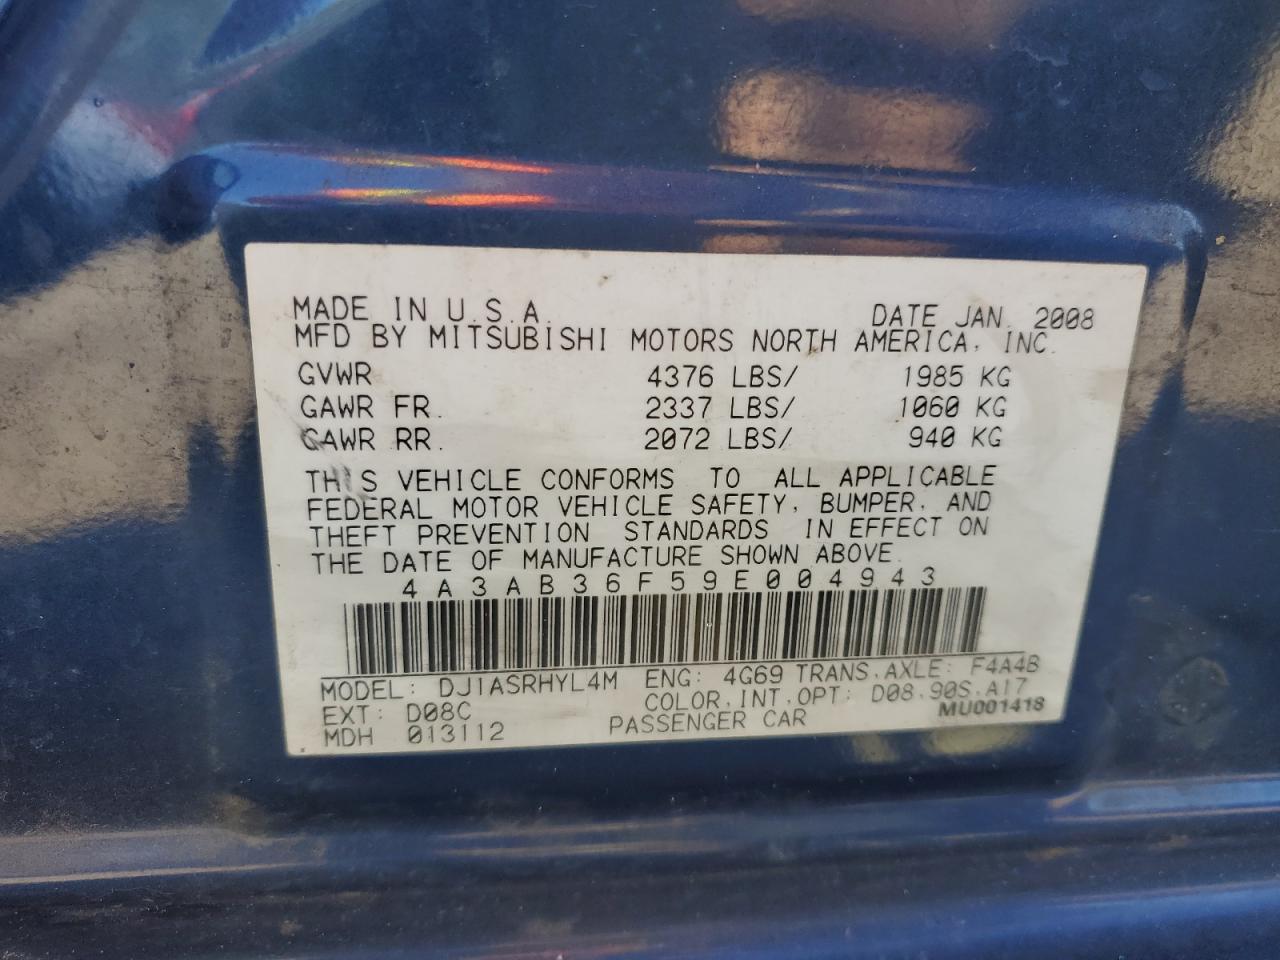 MADE IN U.S.A. DATE JAN. 2008
MFD BY MITSUBISHI MOTORS NORTH AMERICA, INC.
GVWR 4376 LBS/ 1985 KG
GAWR FR. 2337 LBS/ 1060 KG
GAWR RR. 2072 LBS/ 940 KG
THIS VEHICLE CONFORMS TO ALL APPLICABLE
FEDERAL MOTOR VEHICLE SAFETY, BUMPER, AND
THEFT PREVENTION STANDARDS IN EFFECT ON
THE DATE OF MANUFACTURE SHOWN ABOVE.
4A3AB36F59E004943
MODEL: DJ1ASRHYL4M ENG: 4G69 TRANS.AXLE: F4A4B
EXT: D08C COLOR,INT,OPT: D08,90S,A17
MDH 013112 PASSENGER CAR MU001418